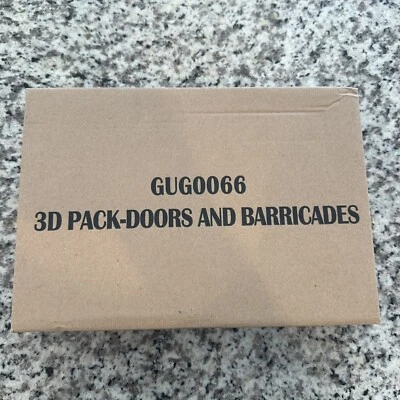 GUG0066
3D PACK-DOORS AND BARRICADES